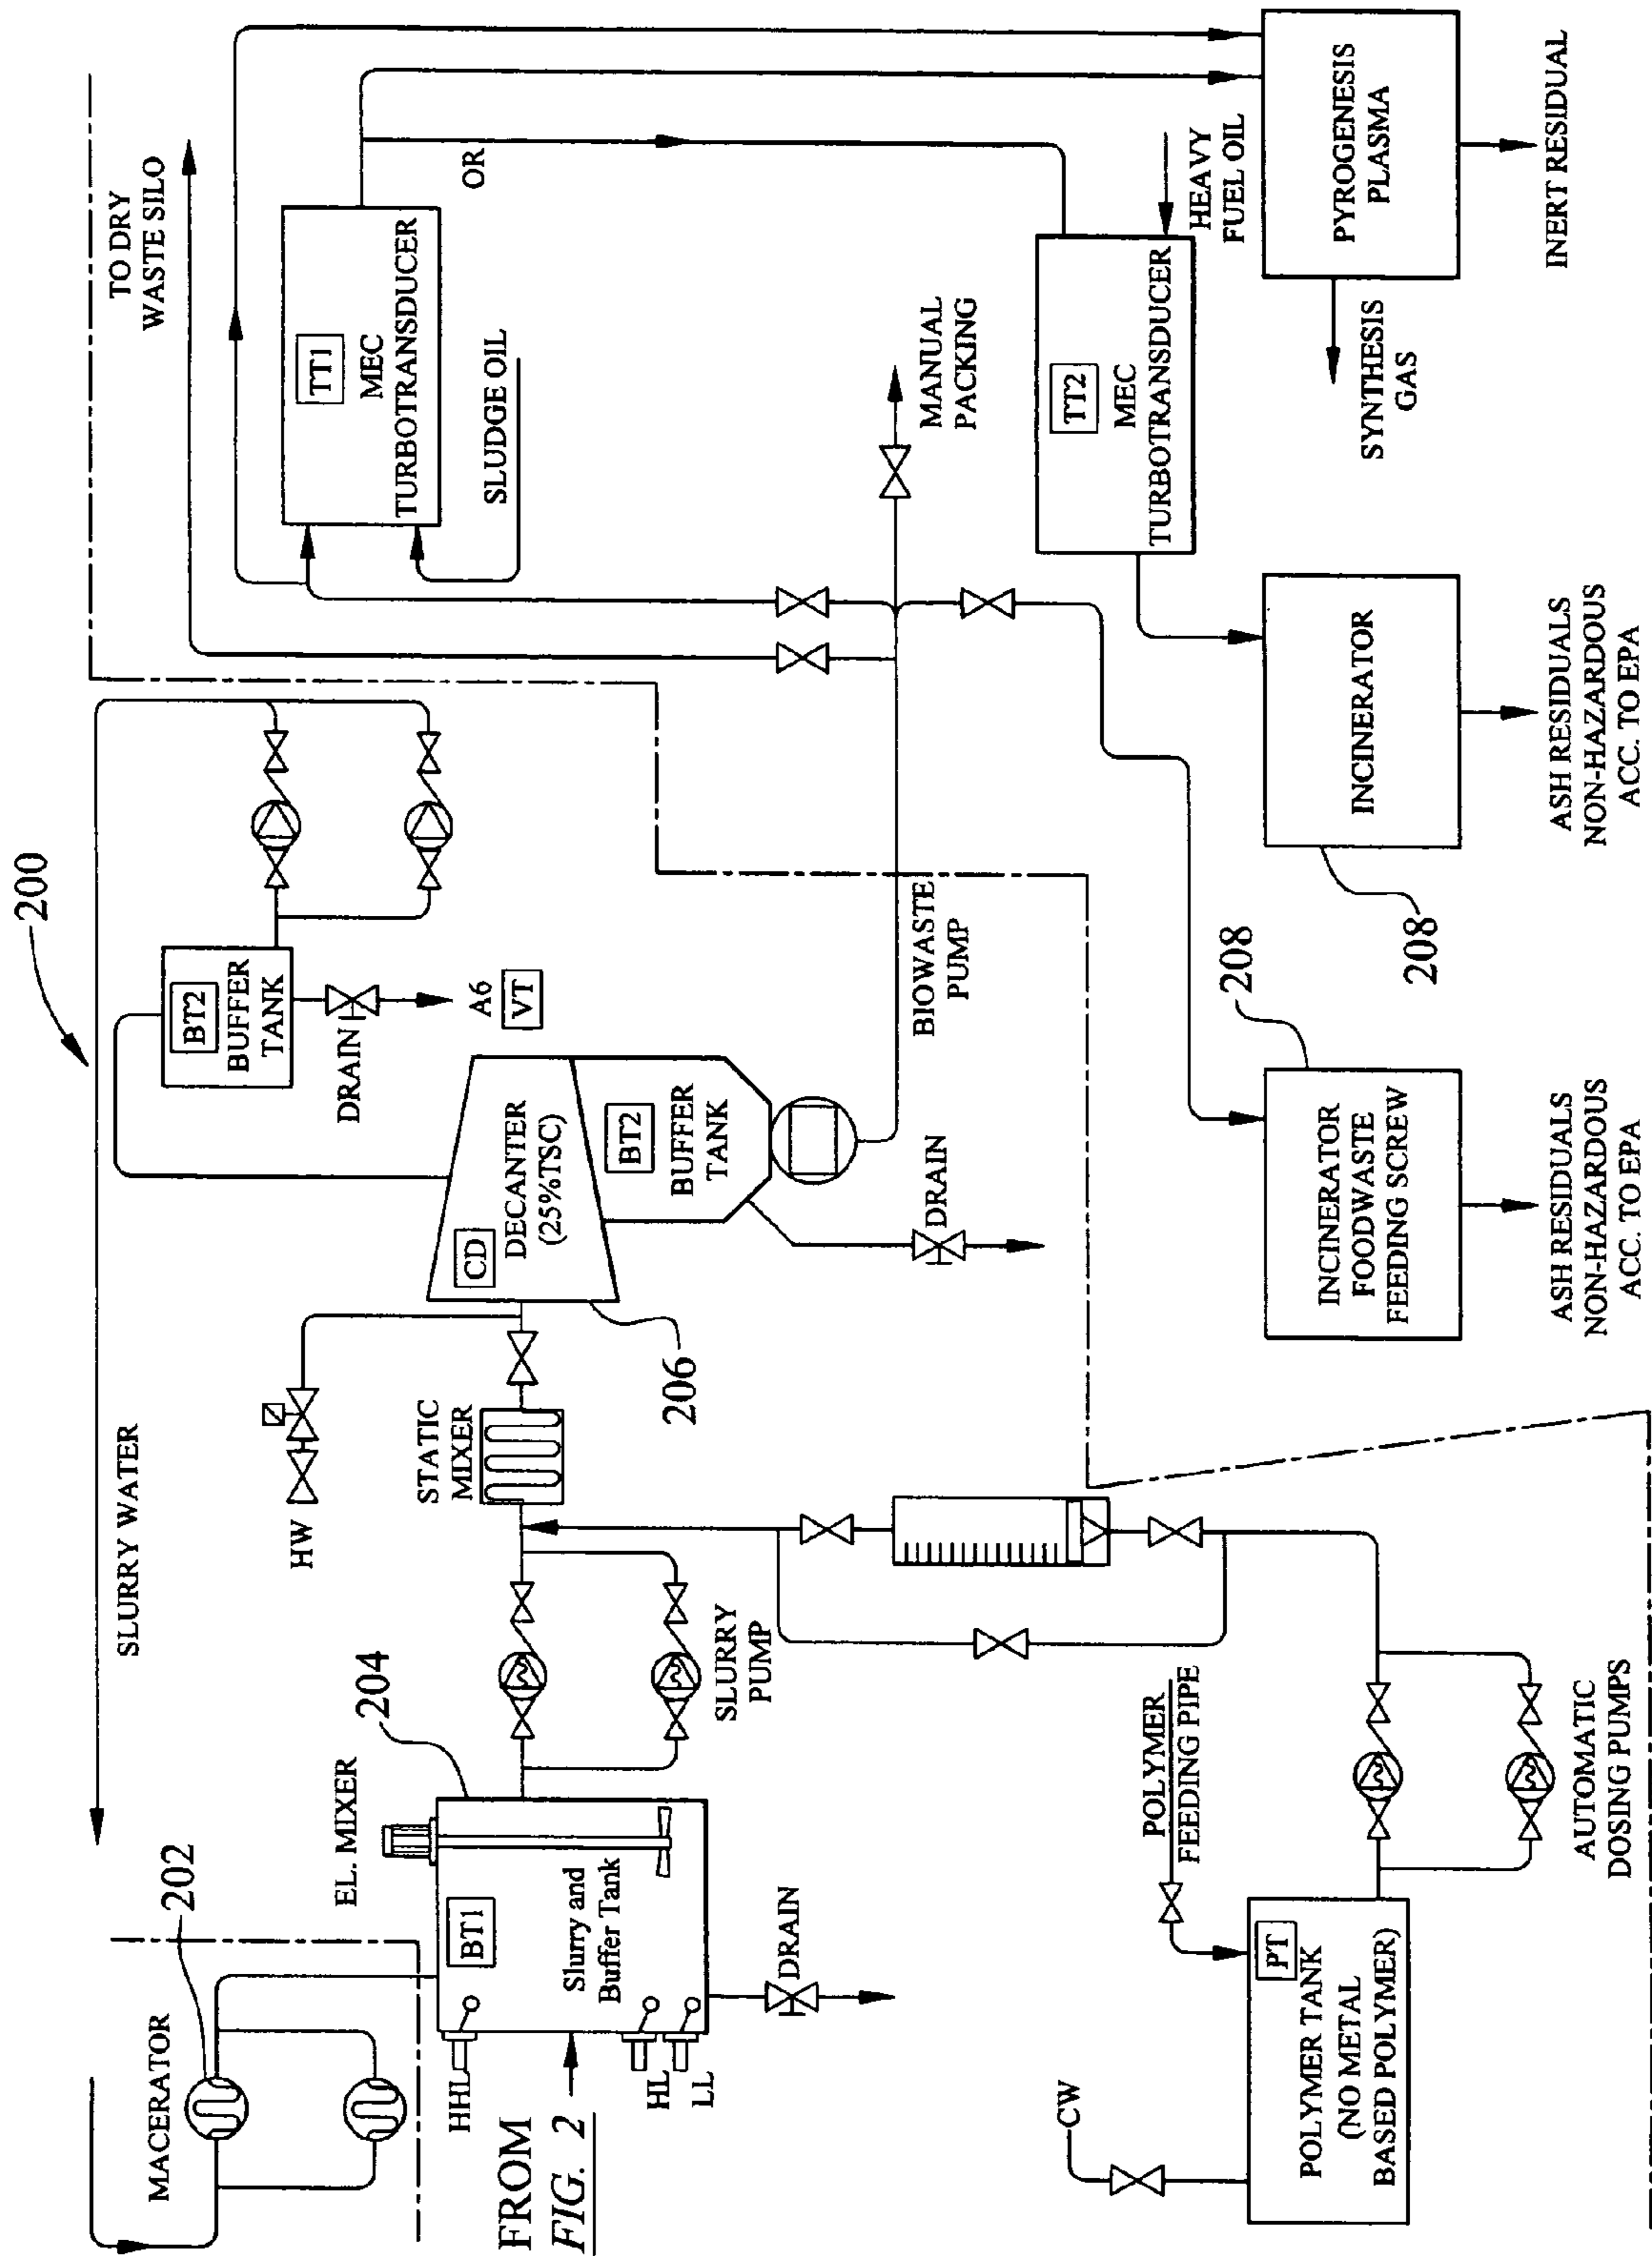 200
SLURRY WATER
MACERATOR
202
FROM
FIG. 2
HHL
HL
LL
BT1
Slurry and
Buffer Tank
EL. MIXER
204
DRAIN
SLURRY
PUMP
STATIC
MIXER
HW
CD
DECANTER
(25%TSC)
206
BT2
BUFFER
TANK
DRAIN
A6
VT
BT2
BUFFER
TANK
DRAIN
BIOWASTE
PUMP
TO DRY
WASTE SILO
TT1
MEC
TURBOTRANSDUCER
SLUDGE OIL
OR
MANUAL
PACKING
TT2
MEC
TURBOTRANSDUCER
HEAVY
FUEL OIL
PYROGENESIS
PLASMA
SYNTHESIS
GAS
INERT RESIDUAL
CW
PT
POLYMER TANK
(NO METAL
BASED POLYMER)
POLYMER
FEEDING PIPE
AUTOMATIC
DOSING PUMPS
208
INCINERATOR
FOODWASTE
FEEDING SCREW
ASH RESIDUALS
NON-HAZARDOUS
ACC. TO EPA
208
INCINERATOR
ASH RESIDUALS
NON-HAZARDOUS
ACC. TO EPA